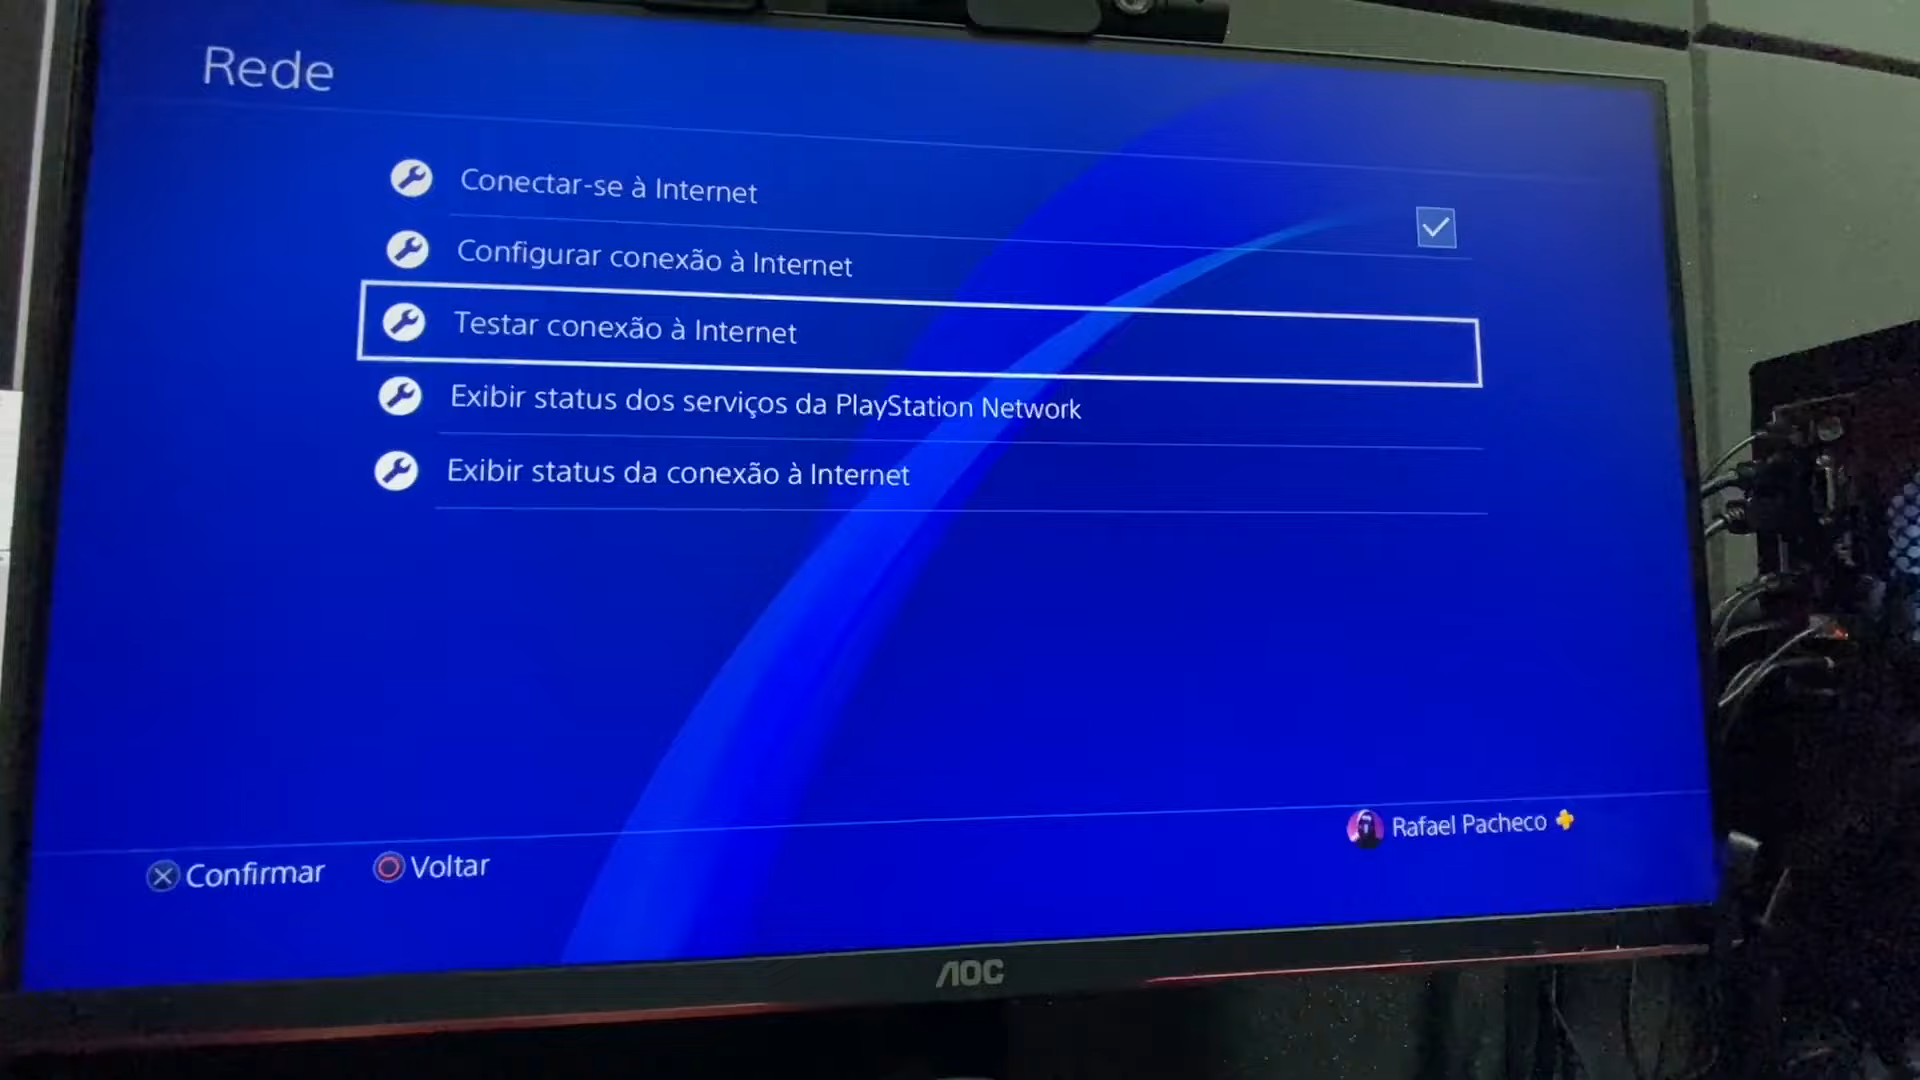 Rede
Conectar-se à Internet
Configurar conexão à Internet
Testar conexão à Internet
Exibir status dos serviços da PlayStation Network
Exibir status da conexão à Internet
Rafael Pacheco
Confirmar
Voltar
AOC